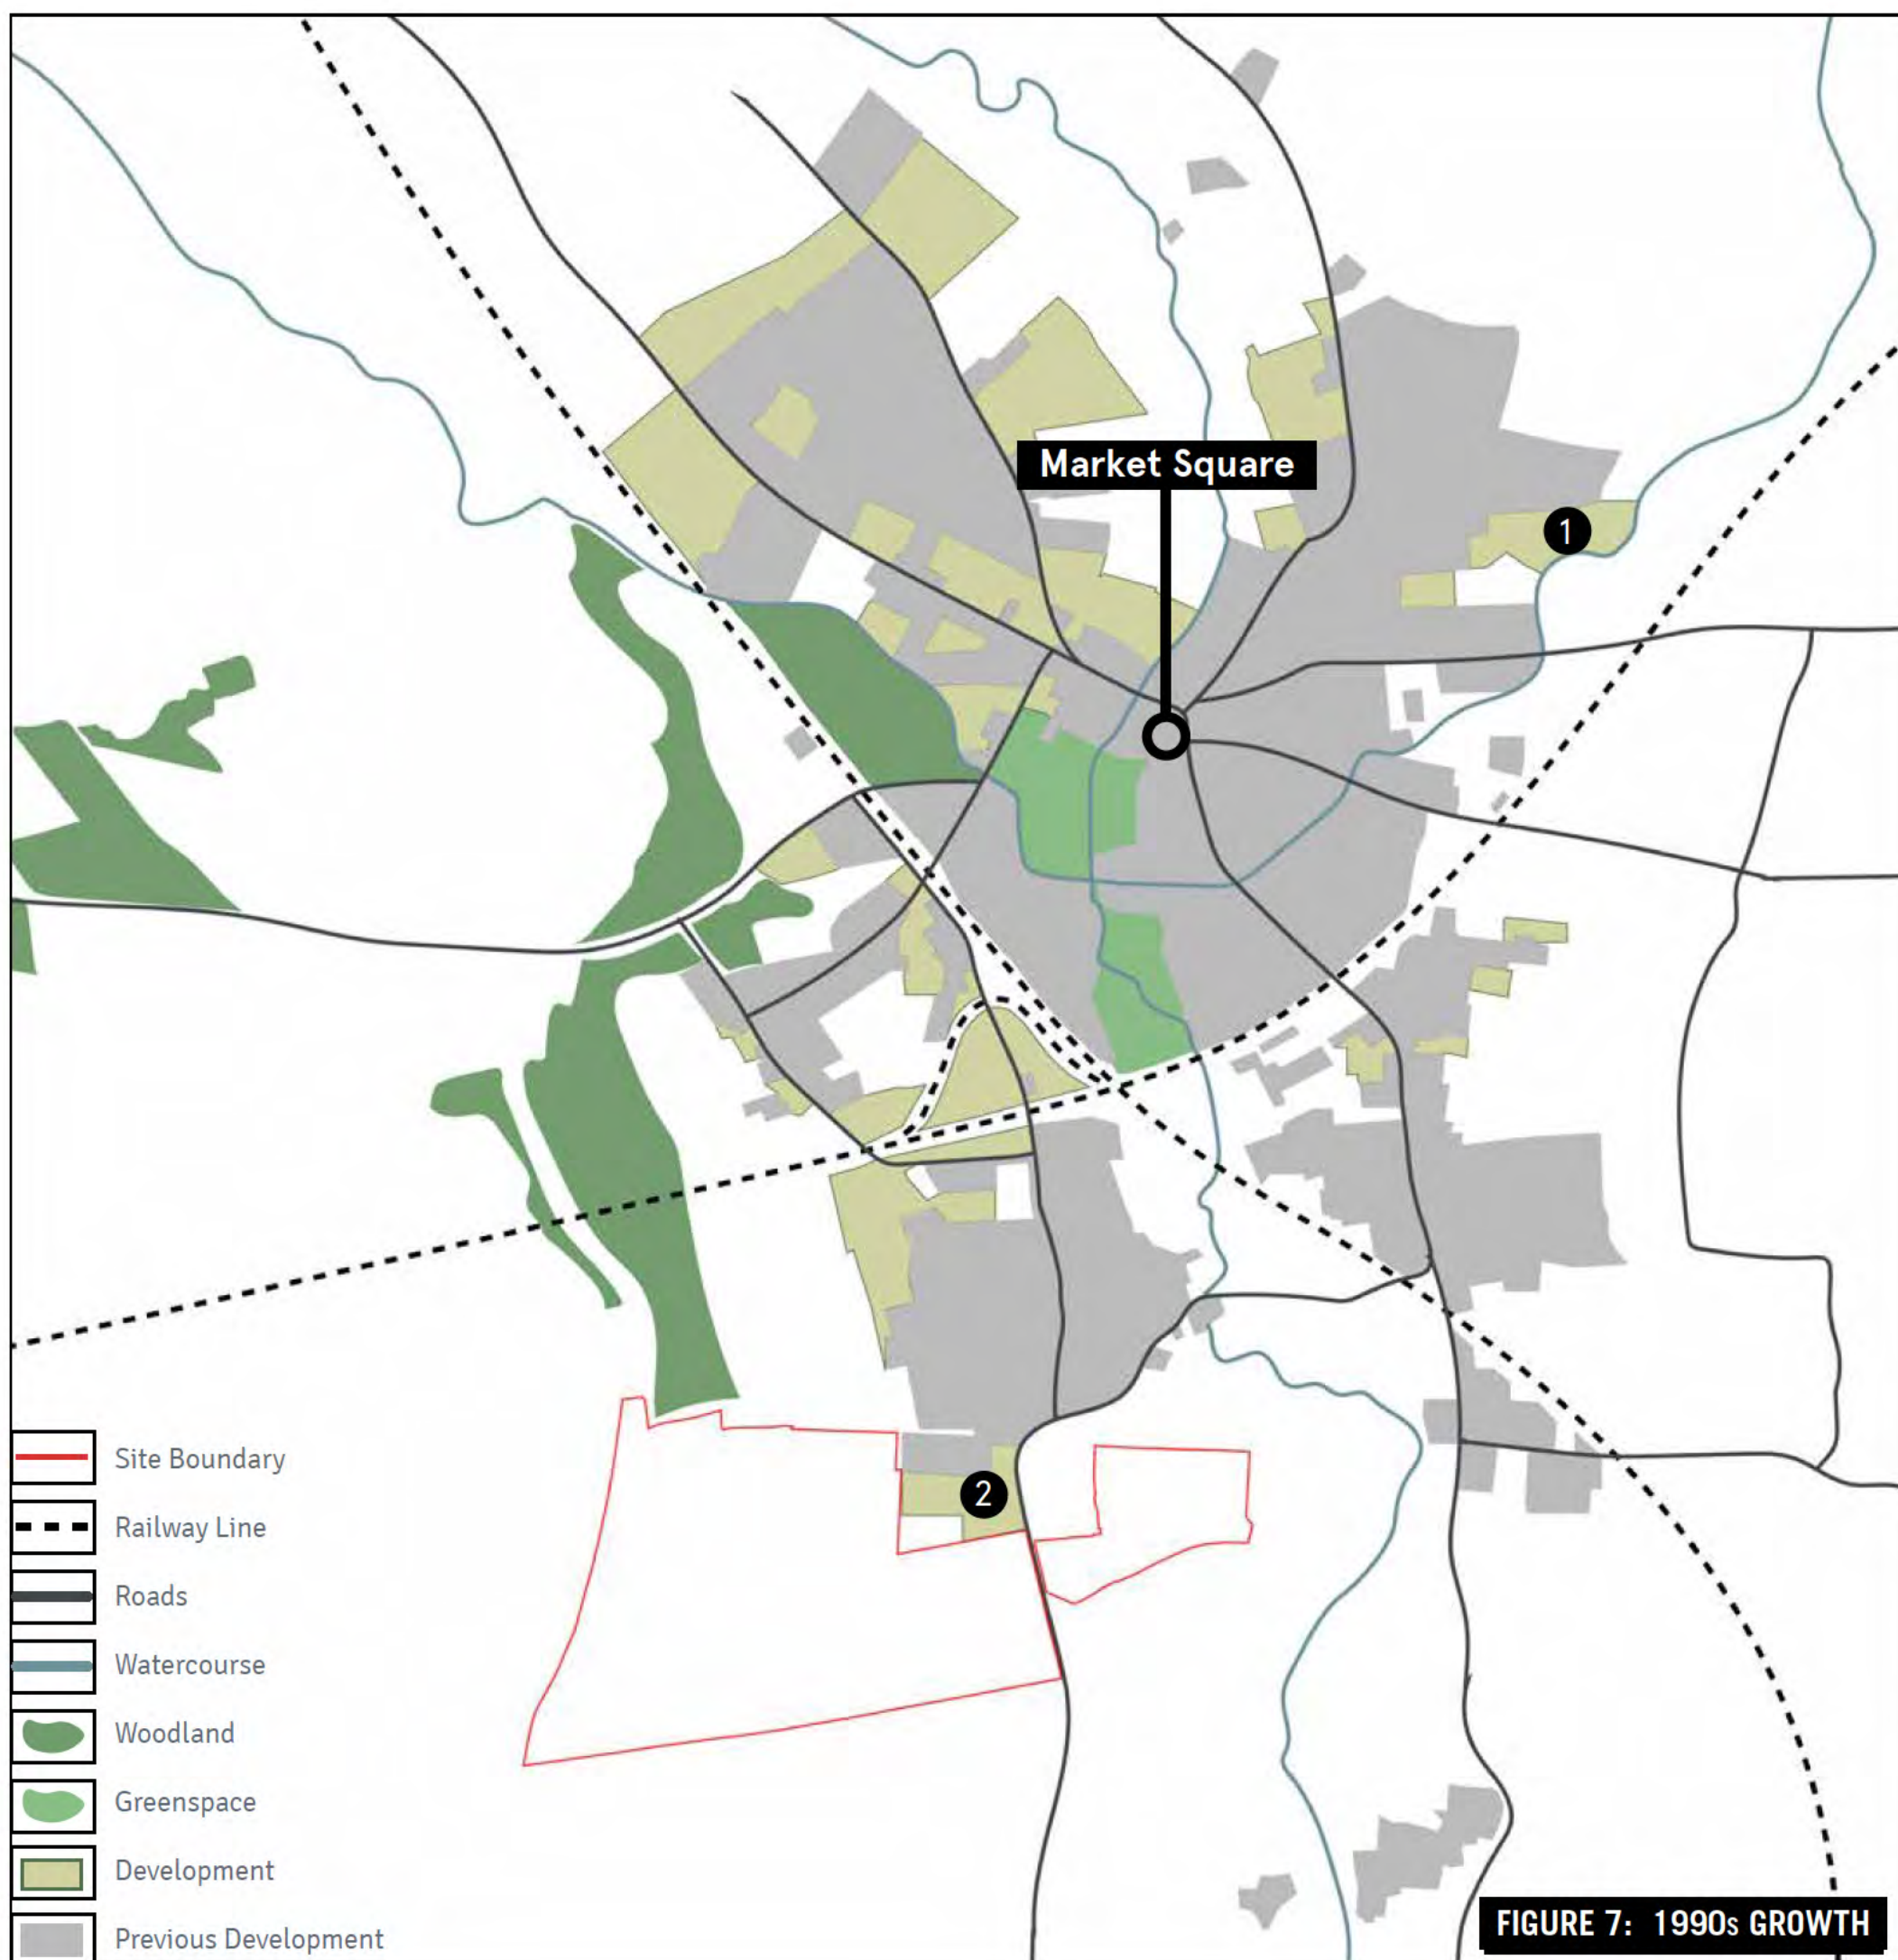 Market Square
1
2
Site Boundary
Railway Line
Roads
Watercourse
Woodland
Greenspace
Development
Previous Development
FIGURE 7: 1990s GROWTH